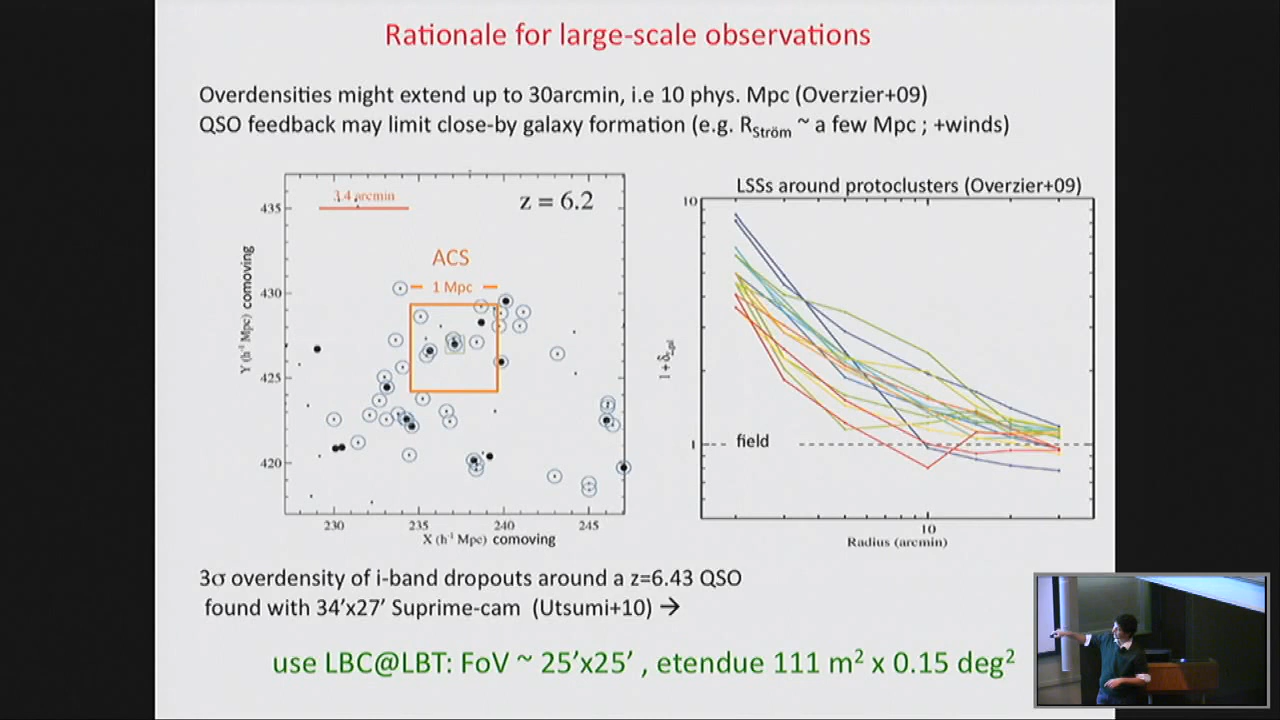 Rationale for large-scale observations
Overdensities might extend up to 30arcmin, i.e 10 phys. Mpc (Overzier+09)
QSO feedback may limit close-by galaxy formation (e.g. RStröm ~ a few Mpc ; +winds)
3.4 arcmin
z = 6.2
ACS
1 Mpc
435
430
425
420
Y (h⁻¹ Mpc) comoving
230 235 240 245
X (h⁻¹ Mpc) comoving
LSSs around protoclusters (Overzier+09)
10
1
field
10
Radius (arcmin)
3σ overdensity of i-band dropouts around a z=6.43 QSO
found with 34’x27’ Suprime-cam (Utsumi+10) →
use LBC@LBT: FoV ~ 25’x25’ , etendue 111 m² x 0.15 deg²